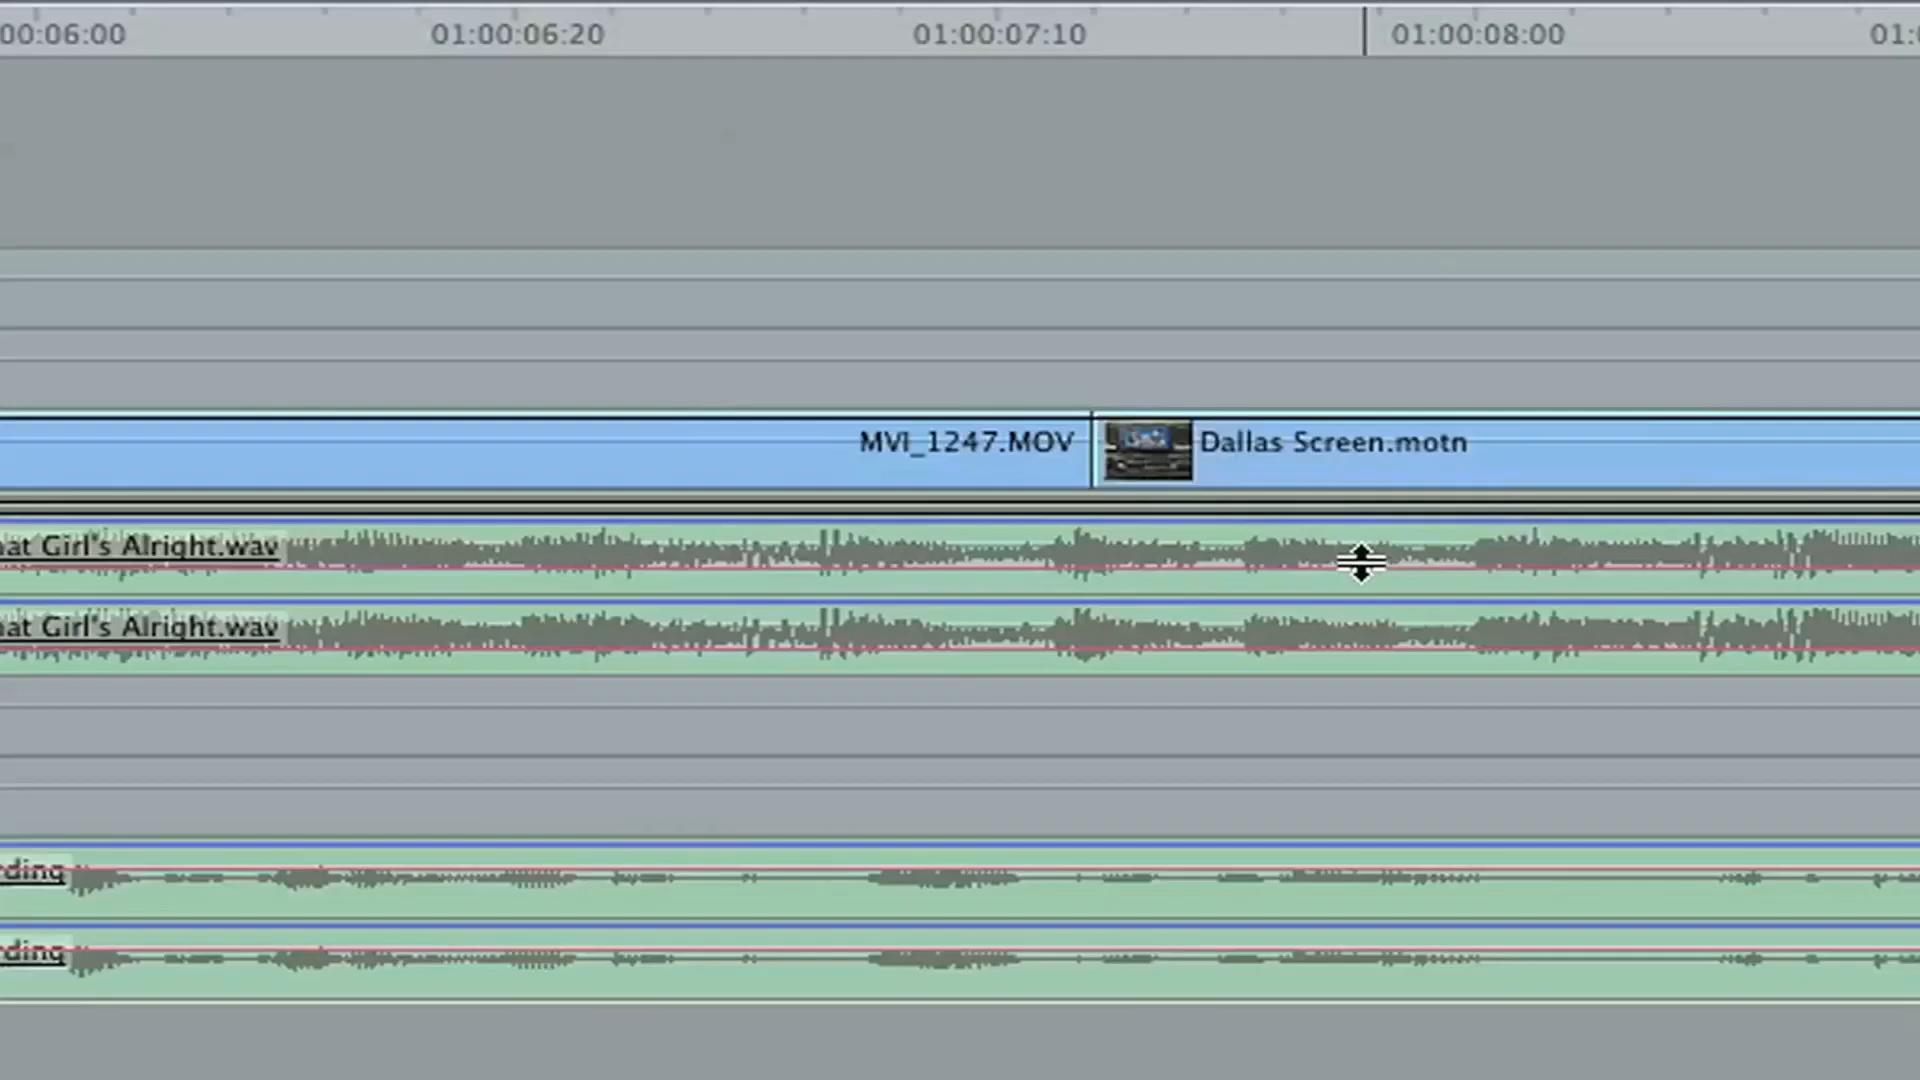 00:06:00 01:00:06:20 01:00:07:10 01:00:08:00 01:
MVI_1247.MOV Dallas Screen.motn
at Girl's Alright.wav
at Girl's Alright.wav
ding
ding